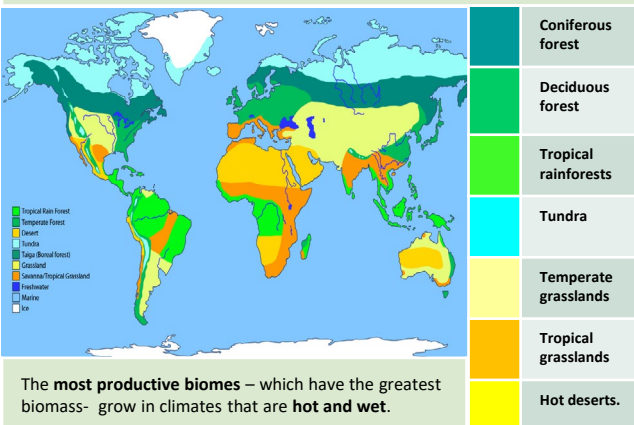 Tropical Rain Forest
Temperate Forest
Desert
Tundra
Taiga (Boreal forest)
Grassland
Savanna/Tropical Grassland
Freshwater
Marine
Ice
The most productive biomes – which have the greatest
biomass- grow in climates that are hot and wet.
Coniferous
forest
Deciduous
forest
Tropical
rainforests
Tundra
Temperate
grasslands
Tropical
grasslands
Hot deserts.